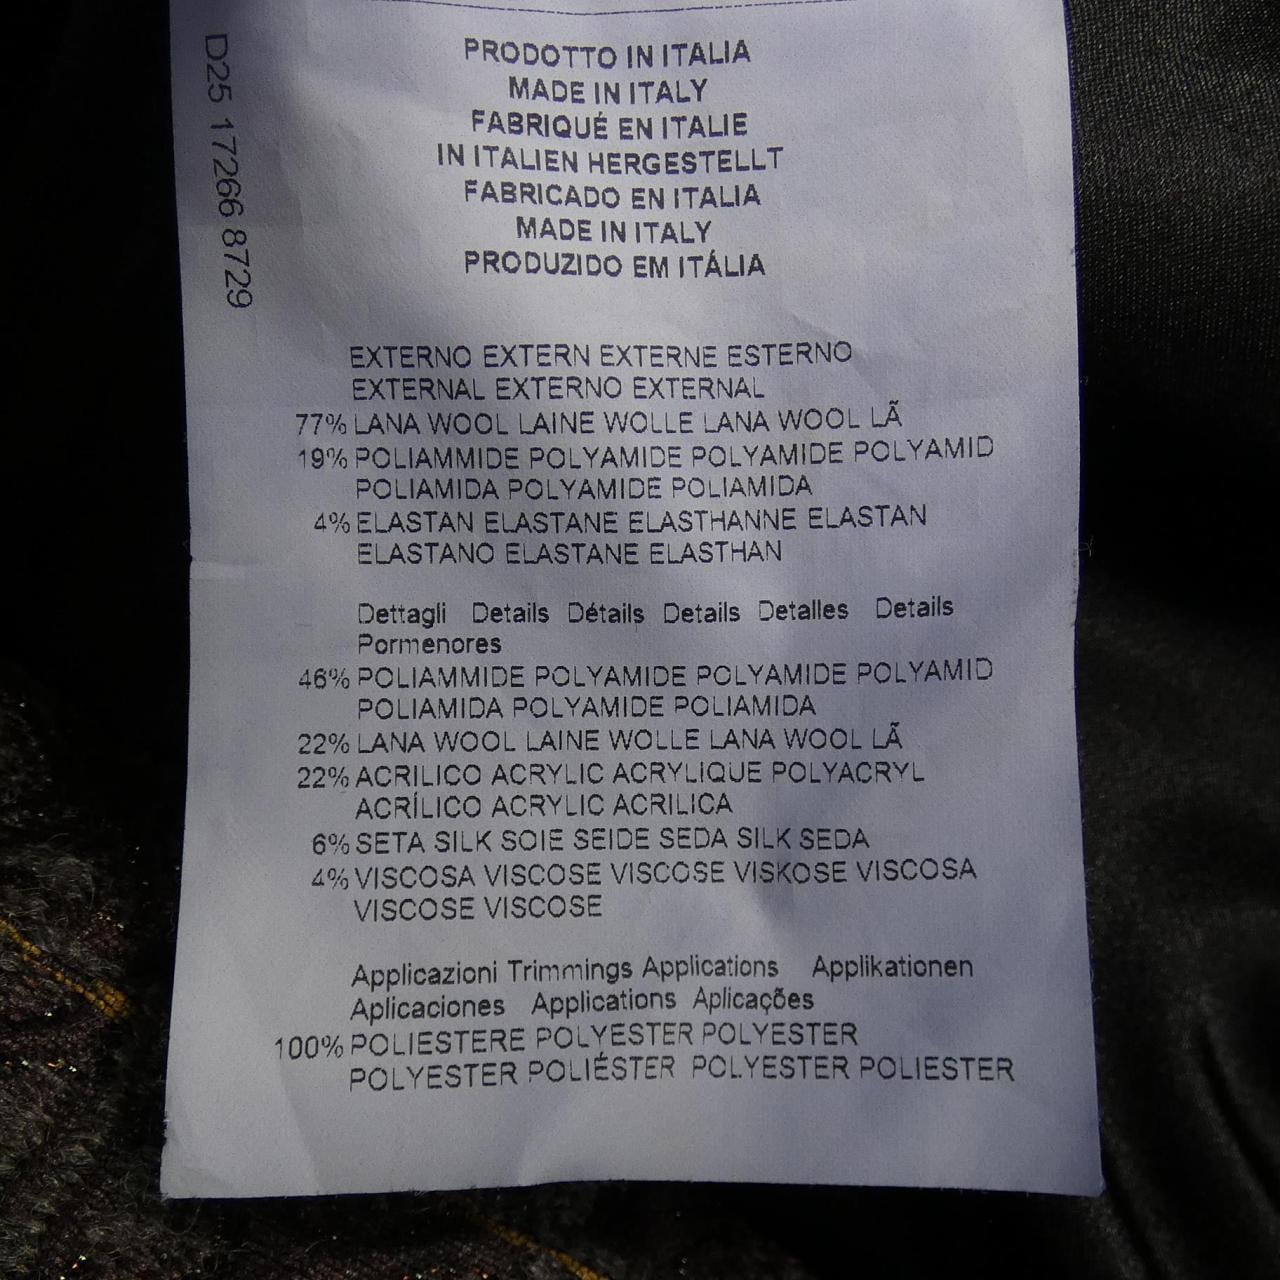 D25 17266 8729
PRODOTTO IN ITALIA
MADE IN ITALY
FABRIQUÉ EN ITALIE
IN ITALIEN HERGESTELLT
FABRICADO EN ITALIA
MADE IN ITALY
PRODUZIDO EM ITÁLIA
EXTERNO EXTERN EXTERNE ESTERNO
EXTERNAL EXTERNO EXTERNAL
77% LANA WOOL LAINE WOLLE LANA WOOL LÃ
19% POLIAMMIDE POLYAMIDE POLYAMIDE POLYAMID
POLIAMIDA POLYAMIDE POLIAMIDA
4% ELASTAN ELASTANE ELASTHANNE ELASTAN
ELASTANO ELASTANE ELASTHAN
Dettagli Details Détails Details Detalles Details
Pormenores
46% POLIAMMIDE POLYAMIDE POLYAMIDE POLYAMID
POLIAMIDA POLYAMIDE POLIAMIDA
22% LANA WOOL LAINE WOLLE LANA WOOL LÃ
22% ACRILICO ACRYLIC ACRYLIQUE POLYACRYL
ACRÍLICO ACRYLIC ACRILICA
6% SETA SILK SOIE SEIDE SEDA SILK SEDA
4% VISCOSA VISCOSE VISCOSE VISKOSE VISCOSA
VISCOSE VISCOSE
Applicazioni Trimmings Applications Applikationen
Aplicaciones Applications Aplicações
100% POLIESTERE POLYESTER POLYESTER
POLYESTER POLIÉSTER POLYESTER POLIESTER